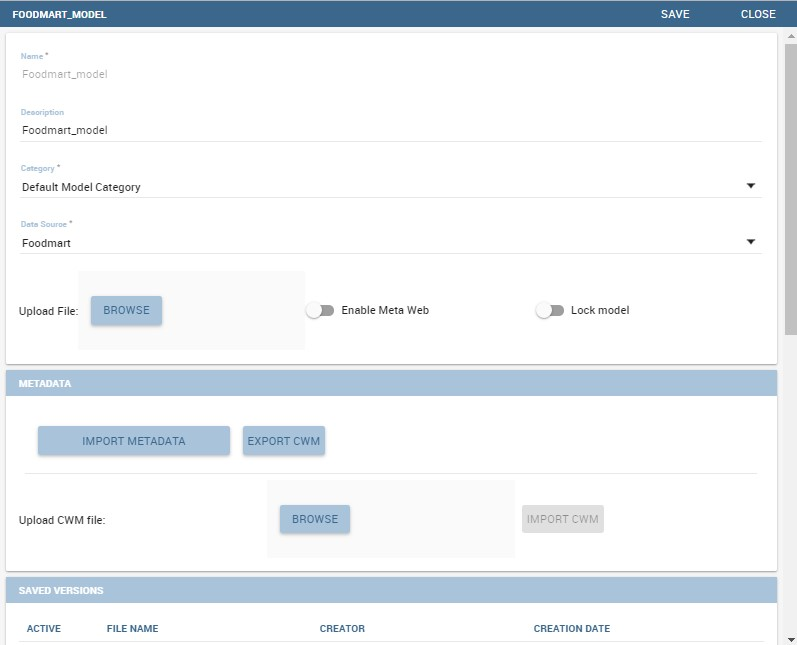 FOODMART_MODEL SAVE CLOSE
Name *
Foodmart_model
Description
Foodmart_model
Category *
Default Model Category
Data Source *
Foodmart
Upload File: BROWSE Enable Meta Web Lock model
METADATA
IMPORT METADATA EXPORT CWM
Upload CWM file: BROWSE IMPORT CWM
SAVED VERSIONS
ACTIVE FILE NAME CREATOR CREATION DATE